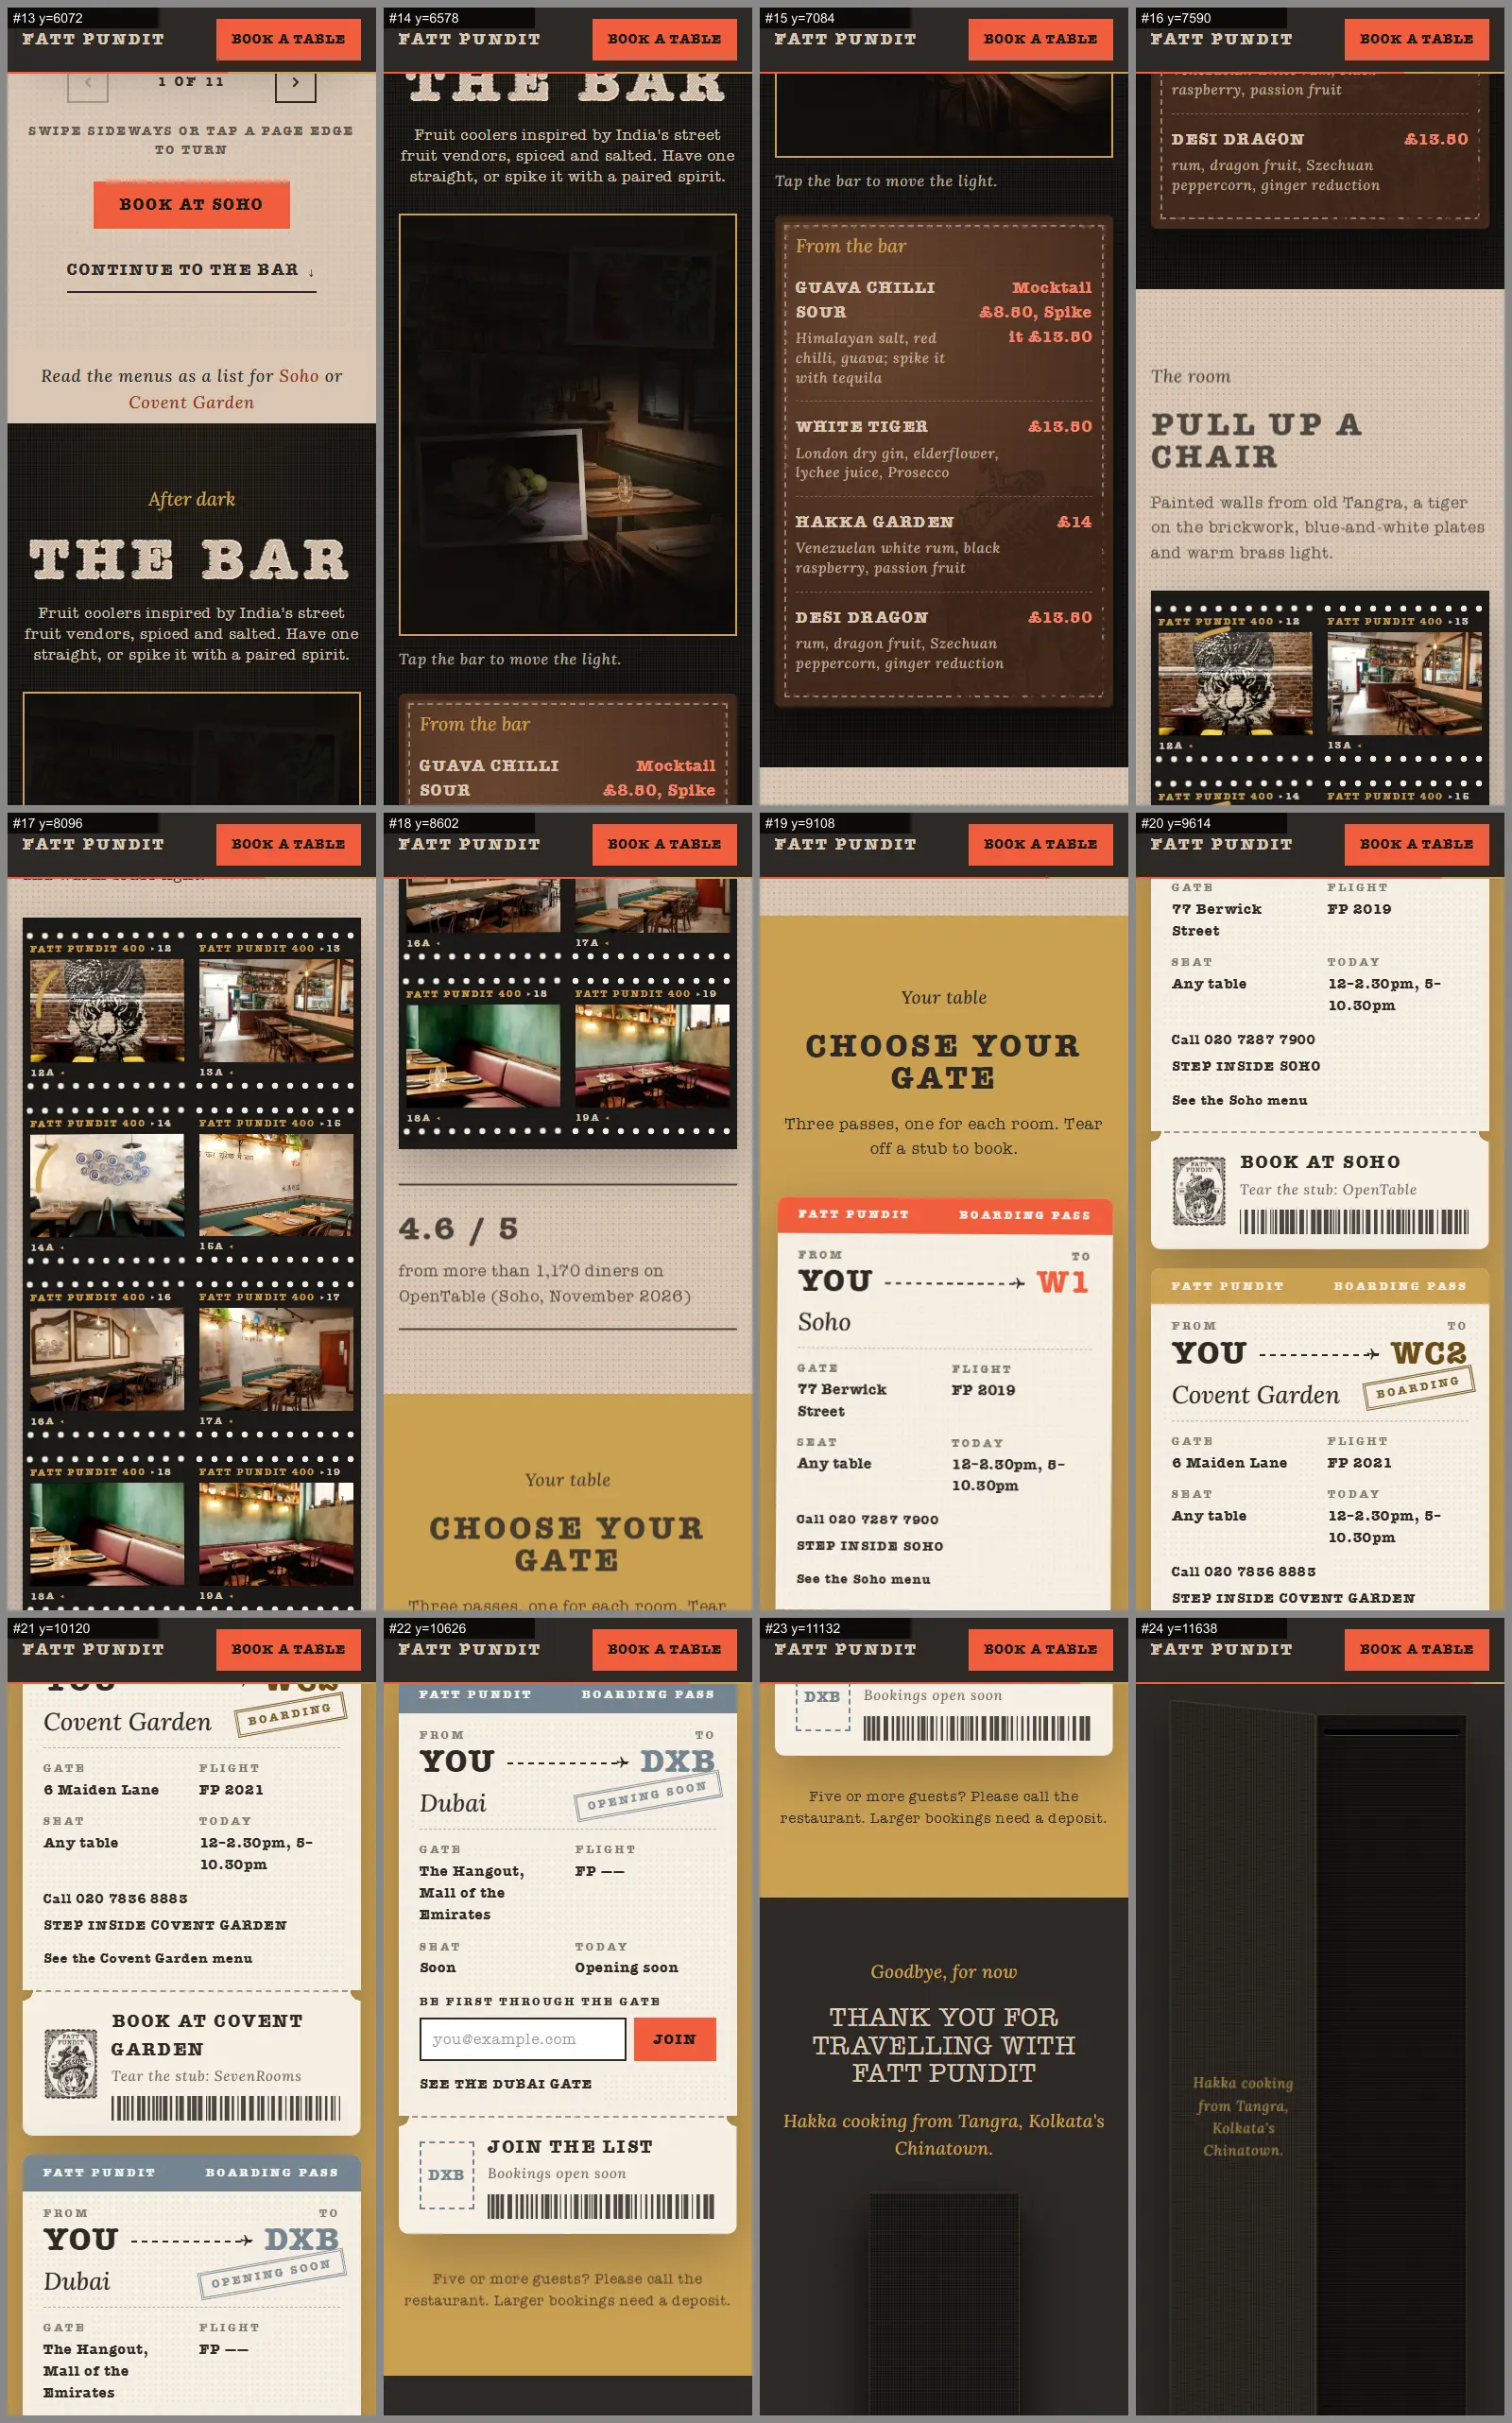 #13 y=6072
FATT PUNDIT
BOOK A TABLE
1 OF 11
SWIPE SIDEWAYS OR TAP A PAGE EDGE
TO TURN
BOOK AT SOHO
CONTINUE TO THE BAR ↓
Read the menus as a list for Soho or
Covent Garden
After dark
THE BAR
Fruit coolers inspired by India's street
fruit vendors, spiced and salted. Have one
straight, or spike it with a paired spirit.
#14 y=6578
FATT PUNDIT
BOOK A TABLE
THE BAR
Fruit coolers inspired by India's street
fruit vendors, spiced and salted. Have one
straight, or spike it with a paired spirit.
Tap the bar to move the light.
From the bar
GUAVA CHILLI
SOUR
Mocktail
£8.50, Spike
#15 y=7084
FATT PUNDIT
BOOK A TABLE
Tap the bar to move the light.
From the bar
GUAVA CHILLI
SOUR
Mocktail
£8.50, Spike
it £13.50
Himalayan salt, red
chilli, guava; spike it
with tequila
WHITE TIGER £13.50
London dry gin, elderflower,
lychee juice, Prosecco
HAKKA GARDEN £14
Venezuelan white rum, black
raspberry, passion fruit
DESI DRAGON £13.50
rum, dragon fruit, Szechuan
peppercorn, ginger reduction
#16 y=7590
FATT PUNDIT
BOOK A TABLE
raspberry, passion fruit
DESI DRAGON £13.50
rum, dragon fruit, Szechuan
peppercorn, ginger reduction
The room
PULL UP A
CHAIR
Painted walls from old Tangra, a tiger
on the brickwork, blue-and-white plates
and warm brass light.
FATT PUNDIT 400 ▸12
FATT PUNDIT 400 ▸13
12A ◂
13A ◂
FATT PUNDIT 400 ▸14
FATT PUNDIT 400 ▸15
#17 y=8096
FATT PUNDIT
BOOK A TABLE
FATT PUNDIT 400 ▸12
FATT PUNDIT 400 ▸13
12A ◂
13A ◂
FATT PUNDIT 400 ▸14
FATT PUNDIT 400 ▸15
14A ◂
15A ◂
FATT PUNDIT 400 ▸16
FATT PUNDIT 400 ▸17
16A ◂
17A ◂
FATT PUNDIT 400 ▸18
FATT PUNDIT 400 ▸19
18A ◂
19A ◂
#18 y=8602
FATT PUNDIT
BOOK A TABLE
16A ◂
17A ◂
FATT PUNDIT 400 ▸18
FATT PUNDIT 400 ▸19
18A ◂
19A ◂
4.6 / 5
from more than 1,170 diners on
OpenTable (Soho, November 2026)
Your table
CHOOSE YOUR
GATE
Three passes, one for each room. Tear
#19 y=9108
FATT PUNDIT
BOOK A TABLE
Your table
CHOOSE YOUR
GATE
Three passes, one for each room. Tear
off a stub to book.
FATT PUNDIT
BOARDING PASS
FROM
TO
YOU
W1
Soho
GATE
FLIGHT
77 Berwick
Street
FP 2019
SEAT
TODAY
Any table
12-2.30pm, 5-
10.30pm
Call 020 7287 7900
STEP INSIDE SOHO
See the Soho menu
#20 y=9614
FATT PUNDIT
BOOK A TABLE
GATE
FLIGHT
77 Berwick
Street
FP 2019
SEAT
TODAY
Any table
12-2.30pm, 5-
10.30pm
Call 020 7287 7900
STEP INSIDE SOHO
See the Soho menu
FATT
PUNDIT
BOOK AT SOHO
Tear the stub: OpenTable
FATT PUNDIT
BOARDING PASS
FROM
TO
YOU
WC2
Covent Garden
BOARDING
GATE
FLIGHT
6 Maiden Lane
FP 2021
SEAT
TODAY
Any table
12-2.30pm, 5-
10.30pm
Call 020 7836 8883
STEP INSIDE COVENT GARDEN
#21 y=10120
FATT PUNDIT
BOOK A TABLE
YOU
WC2
Covent Garden
BOARDING
GATE
FLIGHT
6 Maiden Lane
FP 2021
SEAT
TODAY
Any table
12-2.30pm, 5-
10.30pm
Call 020 7836 8883
STEP INSIDE COVENT GARDEN
See the Covent Garden menu
FATT
PUNDIT
BOOK AT COVENT
GARDEN
Tear the stub: SevenRooms
FATT PUNDIT
BOARDING PASS
FROM
TO
YOU
DXB
Dubai
OPENING SOON
GATE
FLIGHT
The Hangout,
Mall of the
Emirates
FP ——
#22 y=10626
FATT PUNDIT
BOOK A TABLE
FATT PUNDIT
BOARDING PASS
FROM
TO
YOU
DXB
Dubai
OPENING SOON
GATE
FLIGHT
The Hangout,
Mall of the
Emirates
FP ——
SEAT
TODAY
Soon
Opening soon
BE FIRST THROUGH THE GATE
you@example.com
JOIN
SEE THE DUBAI GATE
DXB
JOIN THE LIST
Bookings open soon
Five or more guests? Please call the
restaurant. Larger bookings need a deposit.
#23 y=11132
FATT PUNDIT
BOOK A TABLE
DXB
Bookings open soon
Five or more guests? Please call the
restaurant. Larger bookings need a deposit.
Goodbye, for now
THANK YOU FOR
TRAVELLING WITH
FATT PUNDIT
Hakka cooking from Tangra, Kolkata's
Chinatown.
#24 y=11638
FATT PUNDIT
BOOK A TABLE
Hakka cooking
from Tangra,
Kolkata's
Chinatown.